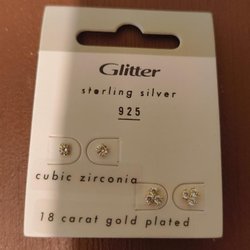 Glitter
sterling silver
925
cubic zirconia
18 carat gold plated